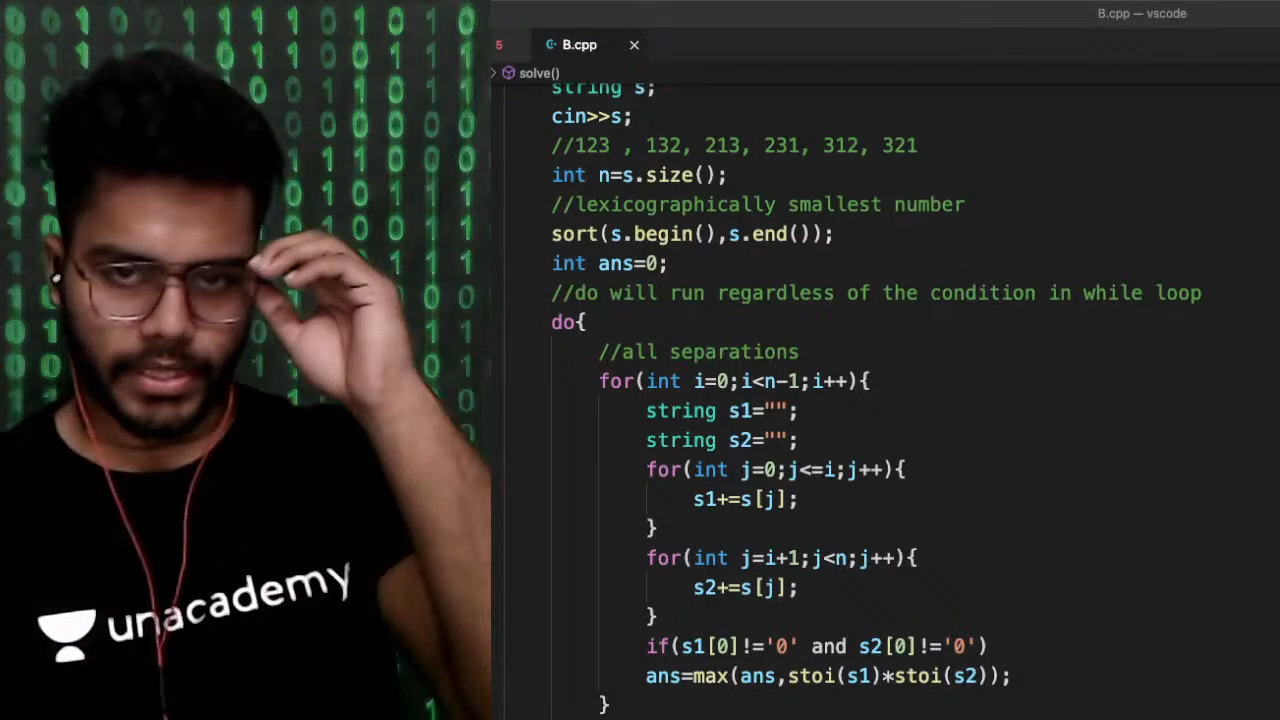 B.cpp — vscode
5 B.cpp
solve()
string s;
cin>>s;
//123 , 132, 213, 231, 312, 321
int n=s.size();
//lexicographically smallest number
sort(s.begin(),s.end());
int ans=0;
//do will run regardless of the condition in while loop
do{
//all separations
for(int i=0;i<n-1;i++){
string s1="";
string s2="";
for(int j=0;j<=i;j++){
s1+=s[j];
}
for(int j=i+1;j<n;j++){
s2+=s[j];
}
if(s1[0]!='0' and s2[0]!='0')
ans=max(ans,stoi(s1)*stoi(s2));
}
unacademy